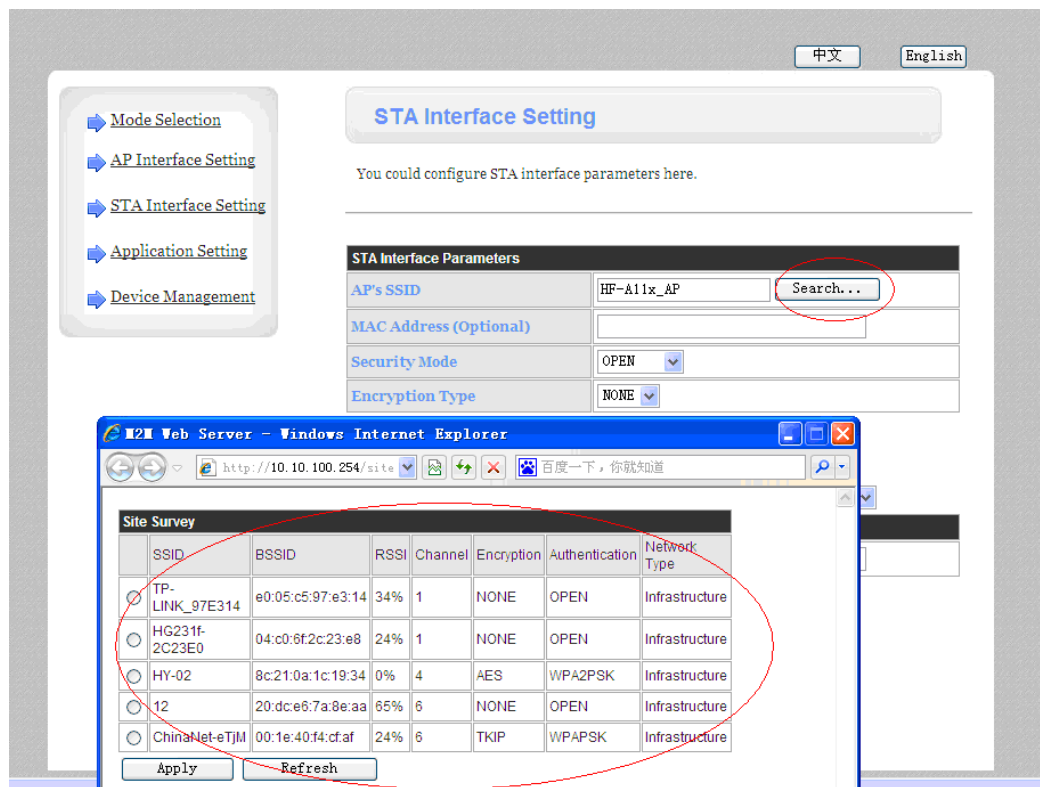 中文 English
Mode Selection
AP Interface Setting
STA Interface Setting
Application Setting
Device Management
STA Interface Setting
You could configure STA interface parameters here.
STA Interface Parameters
AP's SSID HF-A11x_AP Search...
MAC Address (Optional)
Security Mode OPEN
Encryption Type NONE
M2M Web Server - Windows Internet Explorer
http://10.10.100.254/site 百度一下，你就知道
Site Survey
SSID BSSID RSSI Channel Encryption Authentication Network Type
TP-LINK_97E314 e0:05:c5:97:e3:14 34% 1 NONE OPEN Infrastructure
HG231f-2C23E0 04:c0:6f:2c:23:e8 24% 1 NONE OPEN Infrastructure
HY-02 8c:21:0a:1c:19:34 0% 4 AES WPA2PSK Infrastructure
12 20:dc:e6:7a:8e:aa 65% 6 NONE OPEN Infrastructure
ChinaNet-eTjM 00:1e:40:f4:cf:af 24% 6 TKIP WPAPSK Infrastructure
Apply Refresh